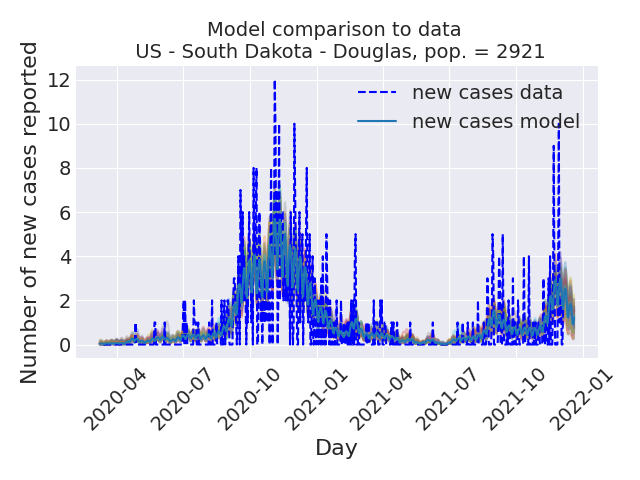 Model comparison to data
US - South Dakota - Douglas, pop. = 2921
Number of new cases reported
12
10
8
6
4
2
0
new cases data
new cases model
2020-04
2020-07
2020-10
2021-01
2021-04
2021-07
2021-10
2022-01
Day